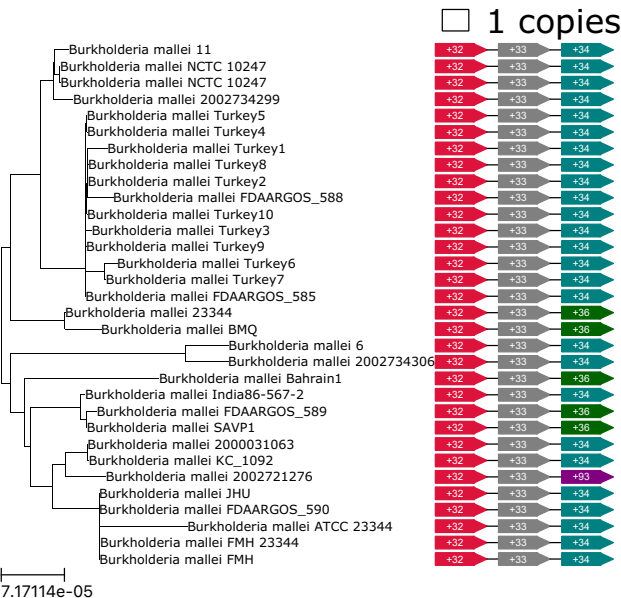 1 copies
Burkholderia mallei 11 +32 +33 +34
Burkholderia mallei NCTC 10247 +32 +33 +34
Burkholderia mallei NCTC 10247 +32 +33 +34
Burkholderia mallei 2002734299 +32 +33 +34
Burkholderia mallei Turkey5 +32 +33 +34
Burkholderia mallei Turkey4 +32 +33 +34
Burkholderia mallei Turkey1 +32 +33 +34
Burkholderia mallei Turkey8 +32 +33 +34
Burkholderia mallei Turkey2 +32 +33 +34
Burkholderia mallei FDAARGOS_588 +32 +33 +34
Burkholderia mallei Turkey10 +32 +33 +34
Burkholderia mallei Turkey3 +32 +33 +34
Burkholderia mallei Turkey9 +32 +33 +34
Burkholderia mallei Turkey6 +32 +33 +34
Burkholderia mallei Turkey7 +32 +33 +34
Burkholderia mallei FDAARGOS_585 +32 +33 +34
Burkholderia mallei 23344 +32 +33 +36
Burkholderia mallei BMQ +32 +33 +36
Burkholderia mallei 6 +32 +33 +34
Burkholderia mallei 2002734306 +32 +33 +34
Burkholderia mallei Bahrain1 +32 +33 +36
Burkholderia mallei India86-567-2 +32 +33 +34
Burkholderia mallei FDAARGOS_589 +32 +33 +36
Burkholderia mallei SAVP1 +32 +33 +36
Burkholderia mallei 2000031063 +32 +33 +34
Burkholderia mallei KC_1092 +32 +33 +34
Burkholderia mallei 2002721276 +32 +33 +93
Burkholderia mallei JHU +32 +33 +34
Burkholderia mallei FDAARGOS_590 +32 +33 +34
Burkholderia mallei ATCC 23344 +32 +33 +34
Burkholderia mallei FMH 23344 +32 +33 +34
Burkholderia mallei FMH +32 +33 +34
7.17114e-05